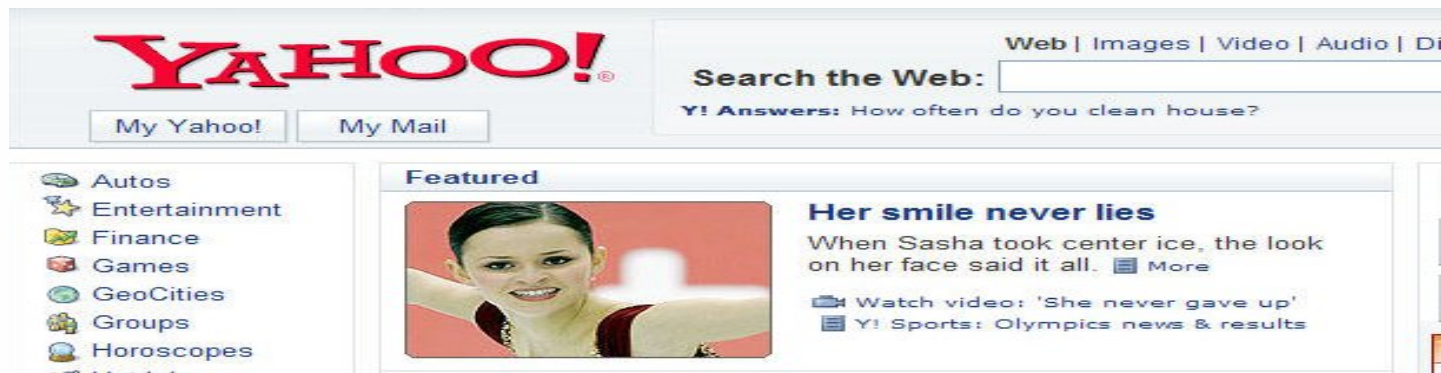 YAHOO!®
Web | Images | Video | Audio |
Search the Web:
Y! Answers: How often do you clean house?
My Yahoo! My Mail
Autos
Entertainment
Finance
Games
GeoCities
Groups
Horoscopes
Featured
Her smile never lies
When Sasha took center ice, the look
on her face said it all. More
Watch video: 'She never gave up'
Y! Sports: Olympics news & results